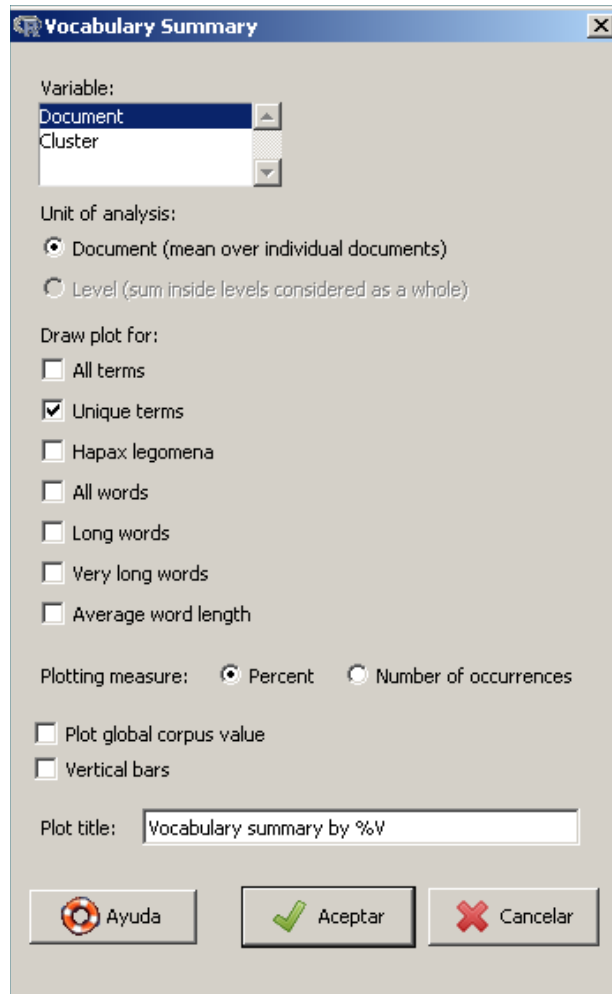 Vocabulary Summary
Variable:
Document
Cluster
Unit of analysis:
Document (mean over individual documents)
Level (sum inside levels considered as a whole)
Draw plot for:
All terms
Unique terms
Hapax legomena
All words
Long words
Very long words
Average word length
Plotting measure: Percent Number of occurrences
Plot global corpus value
Vertical bars
Plot title: Vocabulary summary by %V
Ayuda Aceptar Cancelar